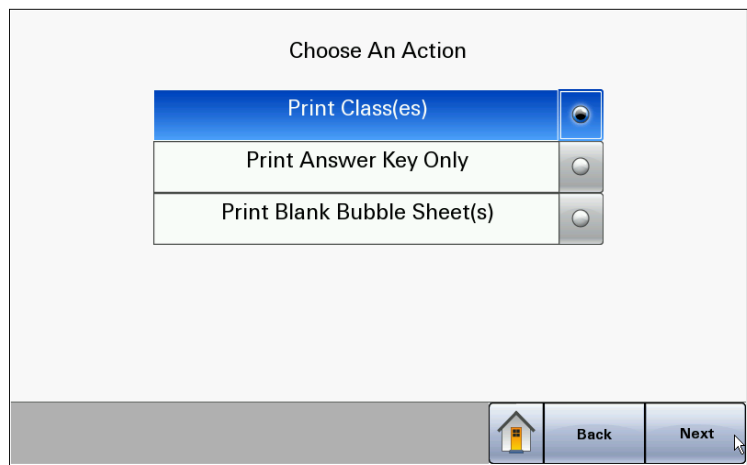 Choose An Action
Print Class(es)
Print Answer Key Only
Print Blank Bubble Sheet(s)
Back
Next